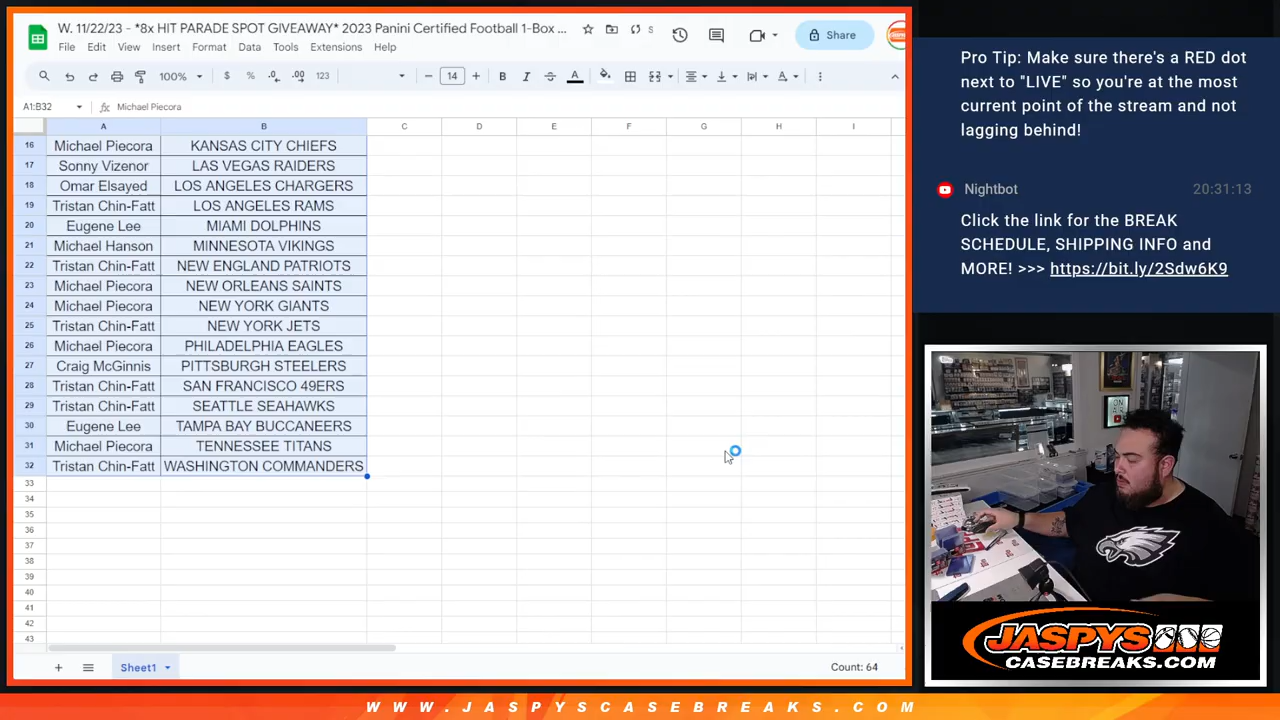 W. 11/22/23 - *8x HIT PARADE SPOT GIVEAWAY* 2023 Panini Certified Football 1-Box ...
S
Share
File Edit View Insert Format Data Tools Extensions Help
100% $ % .0 .00 123 14 B I S A
A1:B32 fx Michael Piecora
A B C D E F G H I
16 Michael Piecora KANSAS CITY CHIEFS
17 Sonny Vizenor LAS VEGAS RAIDERS
18 Omar Elsayed LOS ANGELES CHARGERS
19 Tristan Chin-Fatt LOS ANGELES RAMS
20 Eugene Lee MIAMI DOLPHINS
21 Michael Hanson MINNESOTA VIKINGS
22 Tristan Chin-Fatt NEW ENGLAND PATRIOTS
23 Michael Piecora NEW ORLEANS SAINTS
24 Michael Piecora NEW YORK GIANTS
25 Tristan Chin-Fatt NEW YORK JETS
26 Michael Piecora PHILADELPHIA EAGLES
27 Craig McGinnis PITTSBURGH STEELERS
28 Tristan Chin-Fatt SAN FRANCISCO 49ERS
29 Tristan Chin-Fatt SEATTLE SEAHAWKS
30 Eugene Lee TAMPA BAY BUCCANEERS
31 Michael Piecora TENNESSEE TITANS
32 Tristan Chin-Fatt WASHINGTON COMMANDERS
33
34
35
36
37
38
39
40
41
42
43
Sheet1
Count: 64
Pro Tip: Make sure there's a RED dot
next to "LIVE" so you're at the most
current point of the stream and not
lagging behind!
Nightbot 20:31:13
Click the link for the BREAK
SCHEDULE, SHIPPING INFO and
MORE! >>> https://bit.ly/2Sdw6K9
ON
JASPYS
CASEBREAKS.COM
WWW.JASPYSCASEBREAKS.COM